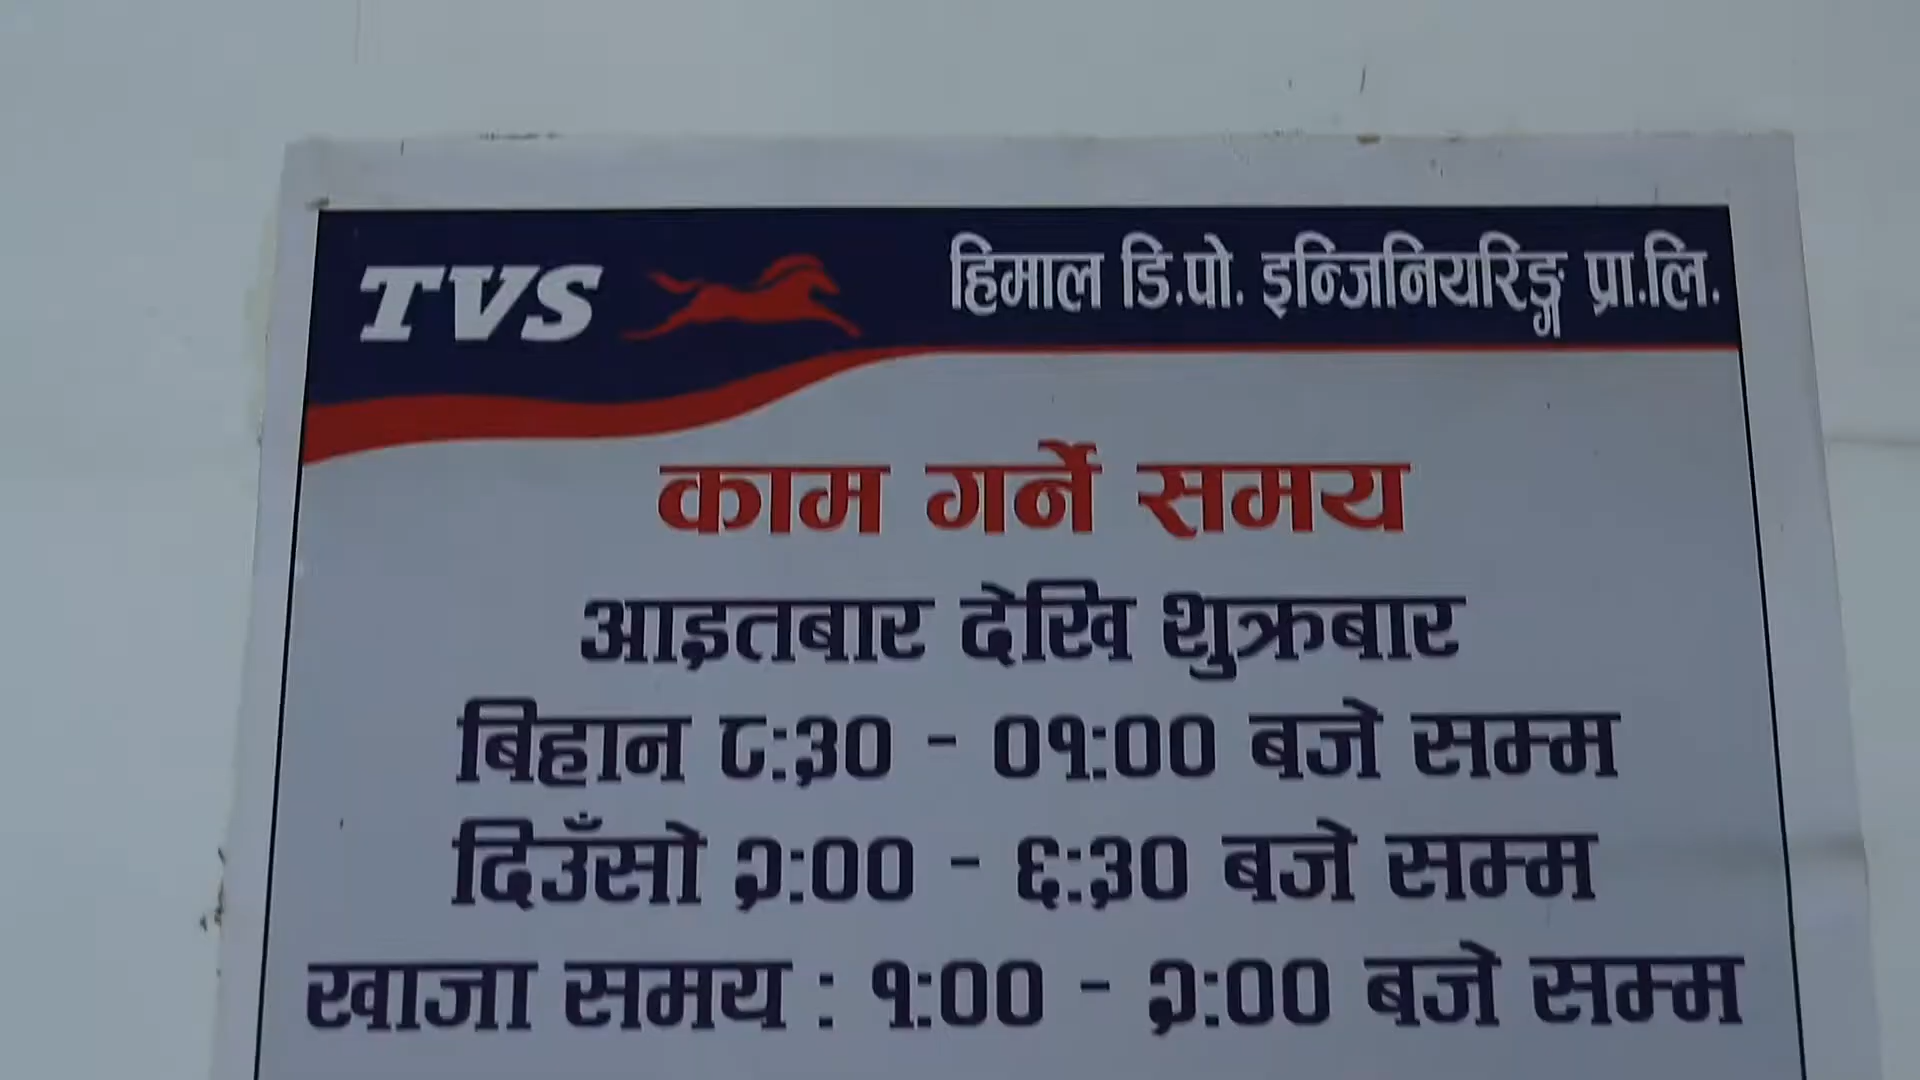 TVS हिमाल डि.पो. इन्जिनियरिङ्ग प्रा.लि.
काम गर्ने समय
आइतबार देखि शुक्रबार
बिहान ८:३० - ०१:०० बजे सम्म
दिउँसो २:०० - ६:३० बजे सम्म
खाजा समय : १:०० - २:०० बजे सम्म